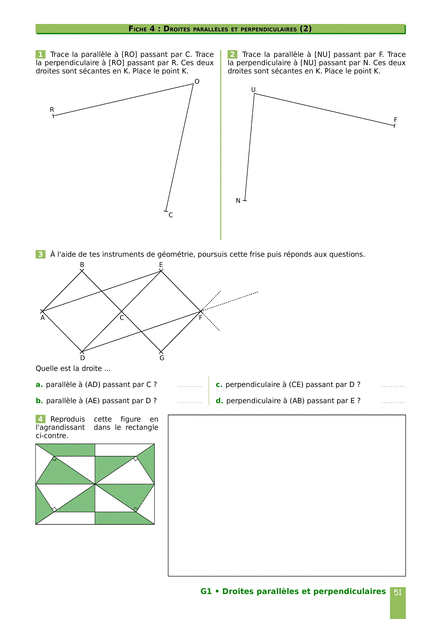 Fiche 4 : Droites parallèles et perpendiculaires (2)
1 Trace la parallèle à [RO] passant par C. Trace
la perpendiculaire à [RO] passant par R. Ces deux
droites sont sécantes en K. Place le point K.
O
R
C
2 Trace la parallèle à [NU] passant par F. Trace
la perpendiculaire à [NU] passant par N. Ces deux
droites sont sécantes en K. Place le point K.
U
F
N
3 À l'aide de tes instruments de géométrie, poursuis cette frise puis réponds aux questions.
B E
A C F
D G
Quelle est la droite ...
a. parallèle à (AD) passant par C ? ...........
b. parallèle à (AE) passant par D ? ...........
c. perpendiculaire à (CE) passant par D ? ...........
d. perpendiculaire à (AB) passant par E ? ...........
4 Reproduis cette figure en
l'agrandissant dans le rectangle
ci-contre.
G1 • Droites parallèles et perpendiculaires 51